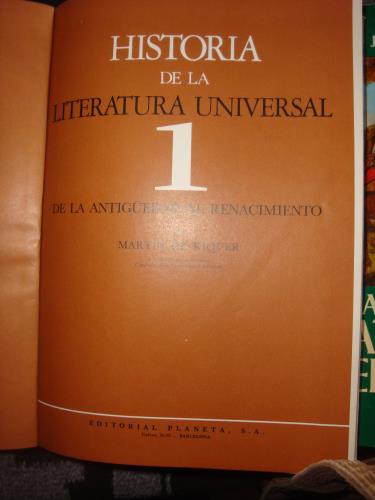 HISTORIA
DE LA
LITERATURA UNIVERSAL
1
DE LA ANTIGÜEDAD AL RENACIMIENTO
MARTÍN DE RIQUER
EDITORIAL PLANETA, S. A.
BARCELONA